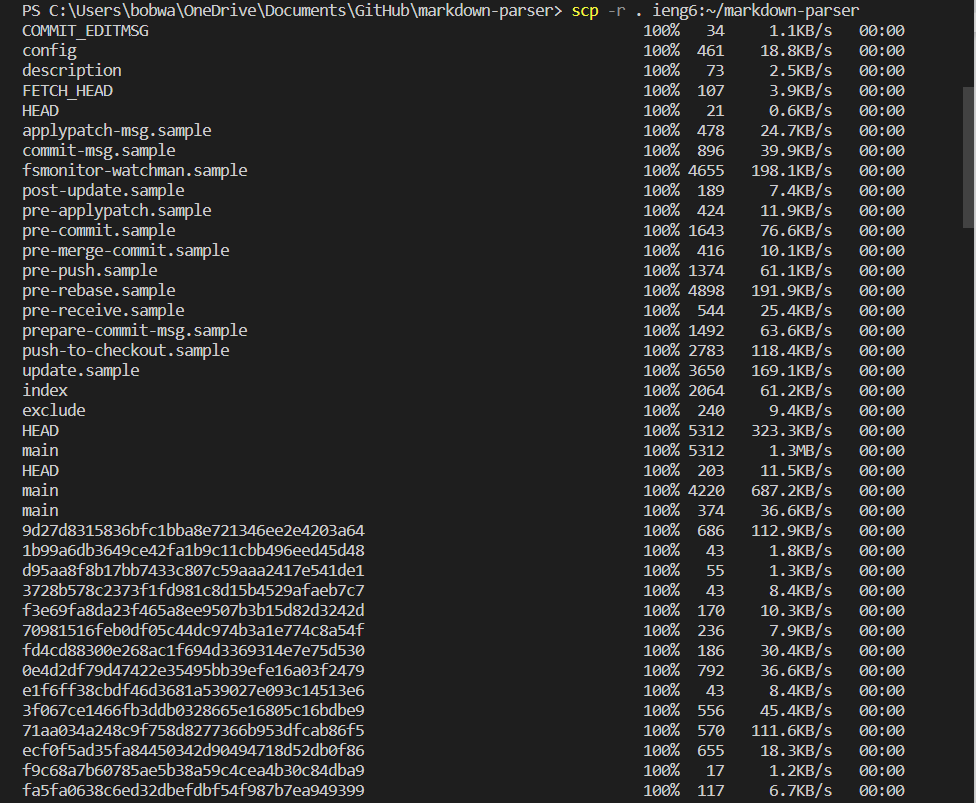 PS C:\Users\bobwa\OneDrive\Documents\GitHub\markdown-parser> scp -r . ieng6:~/markdown-parser
COMMIT_EDITMSG 100% 34 1.1KB/s 00:00
config 100% 461 18.8KB/s 00:00
description 100% 73 2.5KB/s 00:00
FETCH_HEAD 100% 107 3.9KB/s 00:00
HEAD 100% 21 0.6KB/s 00:00
applypatch-msg.sample 100% 478 24.7KB/s 00:00
commit-msg.sample 100% 896 39.9KB/s 00:00
fsmonitor-watchman.sample 100% 4655 198.1KB/s 00:00
post-update.sample 100% 189 7.4KB/s 00:00
pre-applypatch.sample 100% 424 11.9KB/s 00:00
pre-commit.sample 100% 1643 76.6KB/s 00:00
pre-merge-commit.sample 100% 416 10.1KB/s 00:00
pre-push.sample 100% 1374 61.1KB/s 00:00
pre-rebase.sample 100% 4898 191.9KB/s 00:00
pre-receive.sample 100% 544 25.4KB/s 00:00
prepare-commit-msg.sample 100% 1492 63.6KB/s 00:00
push-to-checkout.sample 100% 2783 118.4KB/s 00:00
update.sample 100% 3650 169.1KB/s 00:00
index 100% 2064 61.2KB/s 00:00
exclude 100% 240 9.4KB/s 00:00
HEAD 100% 5312 323.3KB/s 00:00
main 100% 5312 1.3MB/s 00:00
HEAD 100% 203 11.5KB/s 00:00
main 100% 4220 687.2KB/s 00:00
main 100% 374 36.6KB/s 00:00
9d27d8315836bfc1bba8e721346ee2e4203a64 100% 686 112.9KB/s 00:00
1b99a6db3649ce42fa1b9c11cbb496eed45d48 100% 43 1.8KB/s 00:00
d95aa8f8b17bb7433c807c59aaa2417e541de1 100% 55 1.3KB/s 00:00
3728b578c2373f1fd981c8d15b4529afaeb7c7 100% 43 8.4KB/s 00:00
f3e69fa8da23f465a8ee9507b3b15d82d3242d 100% 170 10.3KB/s 00:00
70981516feb0df05c44dc974b3a1e774c8a54f 100% 236 7.9KB/s 00:00
fd4cd88300e268ac1f694d3369314e7e75d530 100% 186 30.4KB/s 00:00
0e4d2df79d47422e35495bb39efe16a03f2479 100% 792 36.6KB/s 00:00
e1f6ff38cbdf46d3681a539027e093c14513e6 100% 43 8.4KB/s 00:00
3f067ce1466fb3ddb0328665e16805c16bdbe9 100% 556 45.4KB/s 00:00
71aa034a248c9f758d8277366b953dfcab86f5 100% 570 111.6KB/s 00:00
ecf0f5ad35fa84450342d90494718d52db0f86 100% 655 18.3KB/s 00:00
f9c68a7b60785ae5b38a59c4cea4b30c84dba9 100% 17 1.2KB/s 00:00
fa5fa0638c6ed32dbefdbf54f987b7ea949399 100% 117 6.7KB/s 00:00